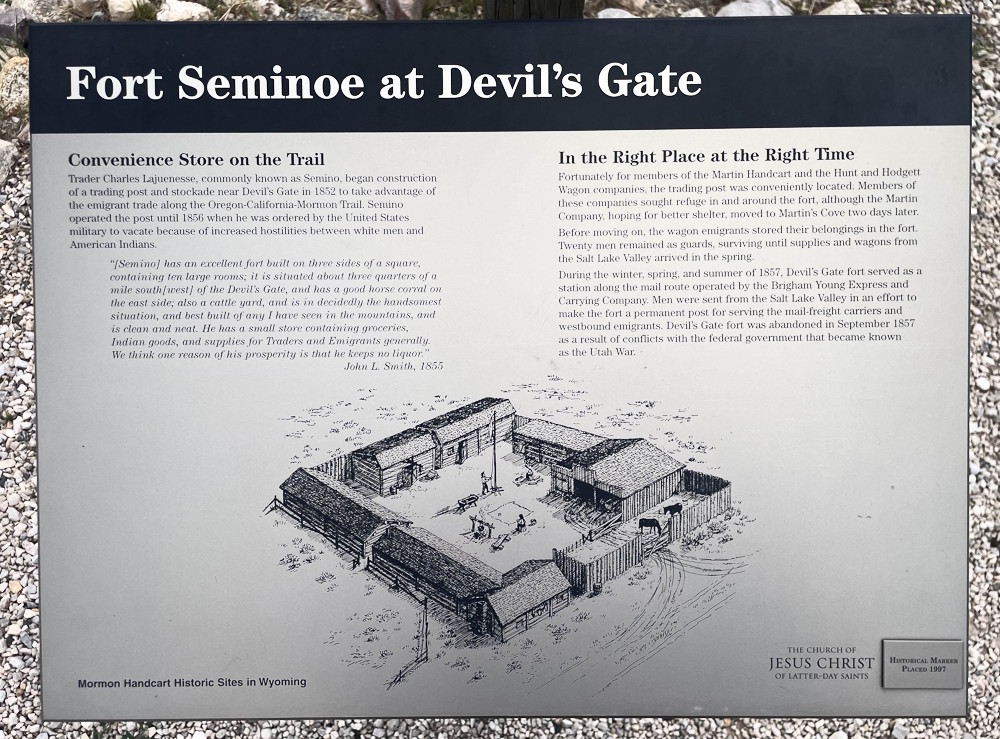 Fort Seminoe at Devil's Gate
Convenience Store on the Trail
Trader Charles Lajuenesse, commonly known as Semino, began construction
of a trading post and stockade near Devil's Gate in 1852 to take advantage of
the emigrant trade along the Oregon-California-Mormon Trail. Semino
operated the post until 1856 when he was ordered by the United States
military to vacate because of increased hostilities between white men and
American Indians.
"[Semino] has an excellent fort built on three sides of a square,
containing ten large rooms; it is situated about three quarters of a
mile south[west] of the Devil's Gate, and has a good horse corral on
the east side; also a cattle yard, and is in decidedly the handsomest
situation, and best built of any I have seen in the mountains, and
is clean and neat. He has a small store containing groceries,
Indian goods, and supplies for Traders and Emigrants generally.
We think one reason of his prosperity is that he keeps no liquor."
John L. Smith, 1855
In the Right Place at the Right Time
Fortunately for members of the Martin Handcart and the Hunt and Hodgett
Wagon companies, the trading post was conveniently located. Members of
these companies sought refuge in and around the fort, although the Martin
Company, hoping for better shelter, moved to Martin's Cove two days later.
Before moving on, the wagon emigrants stored their belongings in the fort.
Twenty men remained as guards, surviving until supplies and wagons from
the Salt Lake Valley arrived in the spring.
During the winter, spring, and summer of 1857, Devil's Gate fort served as a
station along the mail route operated by the Brigham Young Express and
Carrying Company. Men were sent from the Salt Lake Valley in an effort to
make the fort a permanent post for serving the mail-freight carriers and
westbound emigrants. Devil's Gate fort was abandoned in September 1857
as a result of conflicts with the federal government that became known
as the Utah War.
Mormon Handcart Historic Sites in Wyoming
THE CHURCH OF
JESUS CHRIST
OF LATTER-DAY SAINTS
HISTORICAL MARKER
PLACED 1997